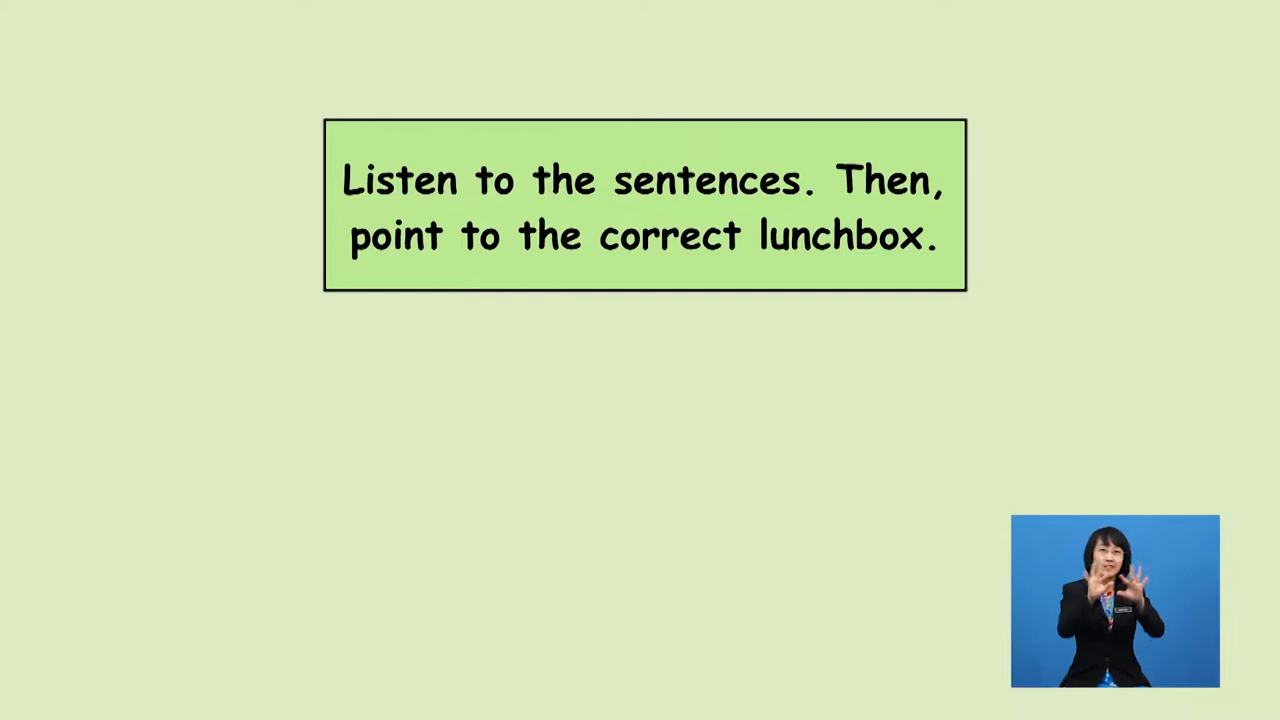 Listen to the sentences. Then,
point to the correct lunchbox.